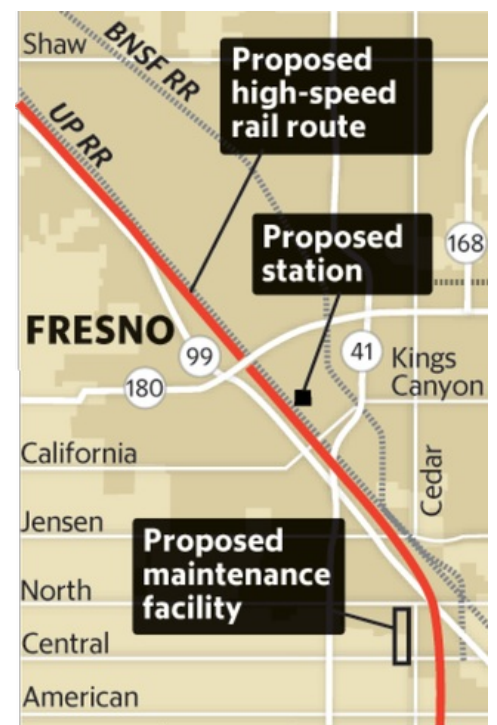 Shaw
BNSF RR
Proposed
high-speed
rail route
UP RR
Proposed
station
168
FRESNO
99
41
Kings
Canyon
180
California
Cedar
Jensen
Proposed
maintenance
facility
North
Central
American